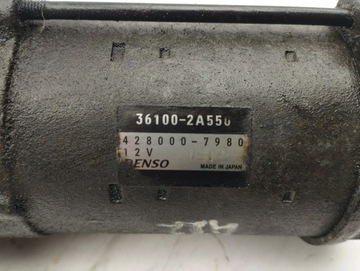 36100-2A550
428000-7980
12V
DENSO MADE IN JAPAN